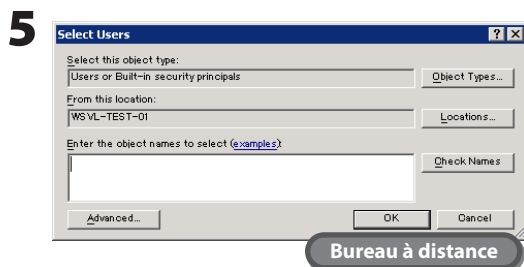 5
Select Users
Select this object type:
Users or Built-in security principals
Object Types...
From this location:
WSVL-TEST-01
Locations...
Enter the object names to select (examples):
Check Names
Advanced...
OK
Cancel
Bureau à distance